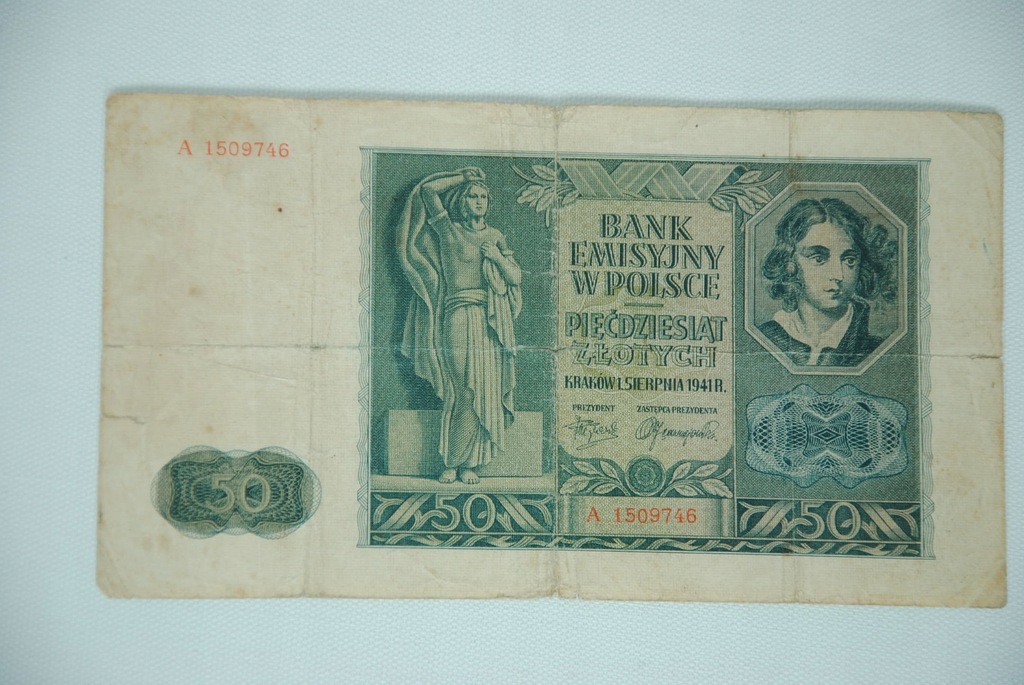 A 1509746
BANK
EMISYJNY
W POLSCE
PIĘĆDZIESIĄT
ZŁOTYCH
KRAKÓW 1. SIERPNIA 1941 R.
PREZYDENT ZASTĘPCA PREZYDENTA
50
50
A 1509746
50